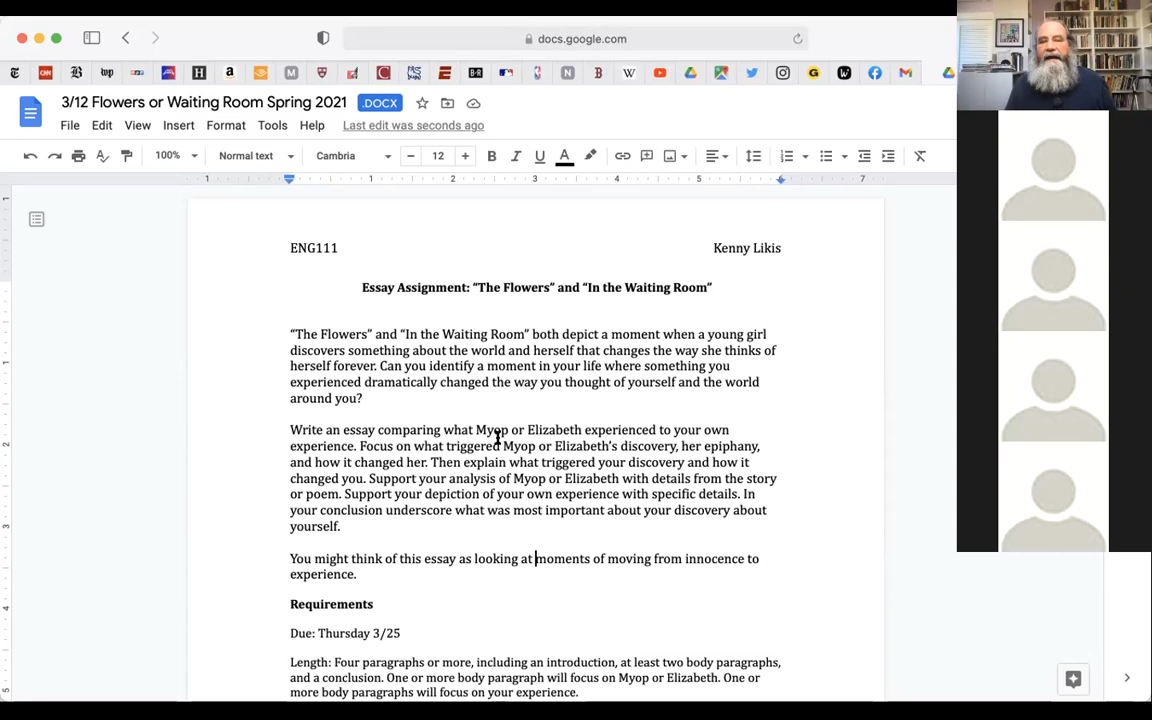 docs.google.com
3/12 Flowers or Waiting Room Spring 2021 .DOCX
File Edit View Insert Format Tools Help Last edit was seconds ago
100% Normal text Cambria 12
1 1 2 3 4 5 6 7
ENG111 Kenny Likis
Essay Assignment: “The Flowers” and “In the Waiting Room”
“The Flowers” and “In the Waiting Room” both depict a moment when a young girl
discovers something about the world and herself that changes the way she thinks of
herself forever. Can you identify a moment in your life where something you
experienced dramatically changed the way you thought of yourself and the world
around you?
Write an essay comparing what Myop or Elizabeth experienced to your own
experience. Focus on what triggered Myop or Elizabeth’s discovery, her epiphany,
and how it changed her. Then explain what triggered your discovery and how it
changed you. Support your analysis of Myop or Elizabeth with details from the story
or poem. Support your depiction of your own experience with specific details. In
your conclusion underscore what was most important about your discovery about
yourself.
You might think of this essay as looking at moments of moving from innocence to
experience.
Requirements
Due: Thursday 3/25
Length: Four paragraphs or more, including an introduction, at least two body paragraphs,
and a conclusion. One or more body paragraph will focus on Myop or Elizabeth. One or
more body paragraphs will focus on your experience.